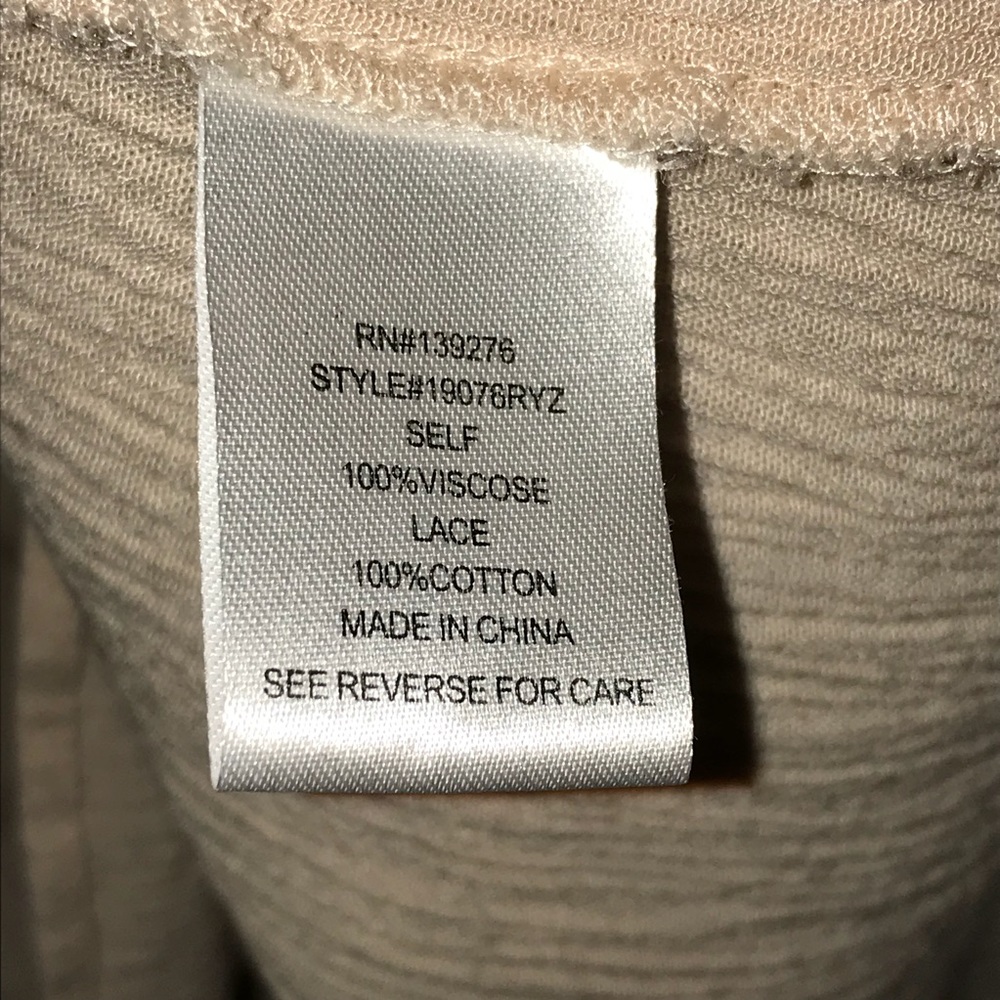 RN#139276
STYLE#19076RYZ
SELF
100%VISCOSE
LACE
100%COTTON
MADE IN CHINA
SEE REVERSE FOR CARE